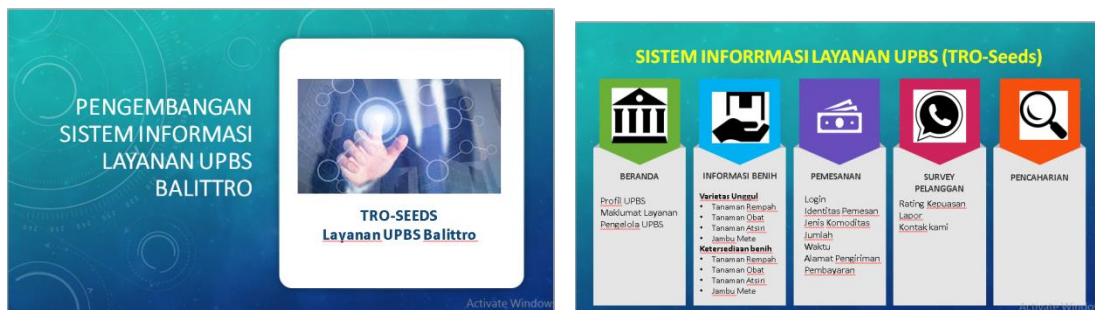 PENGEMBANGAN
SISTEM INFORMASI
LAYANAN UPBS
BALITTRO
TRO-SEEDS
Layanan UPBS Balittro
Activate Window
SISTEM INFORRMASI LAYANAN UPBS (TRO-Seeds)
BERANDA
Profil UPBS
Maklumat Layanan
Pengelola UPBS
INFORMASI BENIH
Varietas Unggul
• Tanaman Rempah
• Tanaman Obat
• Tanaman Atsiri
• Jambu Mete
Ketersediaan benih
• Tanaman Rempah
• Tanaman Obat
• Tanaman Atsiri
• Jambu Mete
PEMESANAN
Login
Identitas Pemesan
Jenis Komoditas
Jumlah
Waktu
Alamat Pengiriman
Pembayaran
SURVEY
PELANGGAN
Rating Kepuasan
Lapor
Kontak kami
PENCAHARIAN
Activate Windo